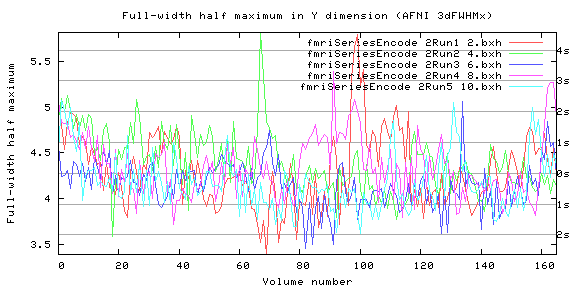 Full-width half maximum in Y dimension (AFNI 3dFWHMx)
fmriSeriesEncode 2Run1 2.bxh
fmriSeriesEncode 2Run2 4.bxh
fmriSeriesEncode 2Run3 6.bxh
fmriSeriesEncode 2Run4 8.bxh
fmriSeriesEncode 2Run5 10.bxh
Full-width half maximum
5.5
5
4.5
4
3.5
4s
3s
2s
1s
0s
1s
2s
0 20 40 60 80 100 120 140 160
Volume number